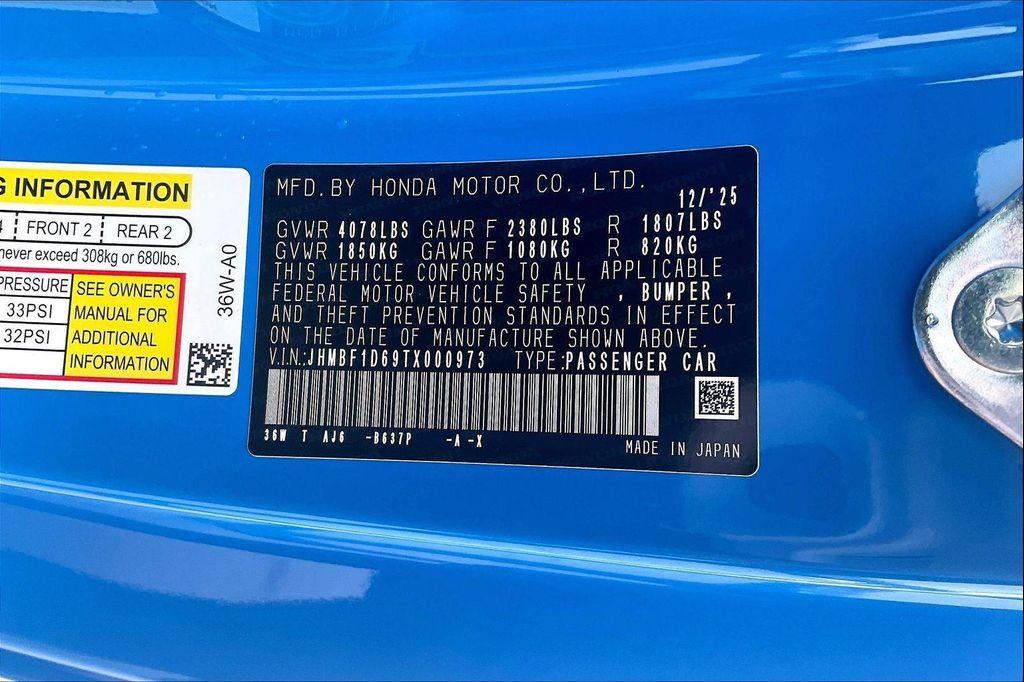 G INFORMATION
4 FRONT 2 REAR 2
never exceed 308kg or 680lbs.
PRESSURE
33PSI
32PSI
SEE OWNER'S
MANUAL FOR
ADDITIONAL
INFORMATION
36W-A0
MFD. BY HONDA MOTOR CO.,LTD.
12/'25
GVWR 4078LBS GAWR F 2380LBS R 1807LBS
GVWR 1850KG GAWR F 1080KG R 820KG
THIS VEHICLE CONFORMS TO ALL APPLICABLE
FEDERAL MOTOR VEHICLE SAFETY , BUMPER ,
AND THEFT PREVENTION STANDARDS IN EFFECT
ON THE DATE OF MANUFACTURE SHOWN ABOVE.
V.IN.:JHMBF1D69TX000973 TYPE:PASSENGER CAR
36W T AJ6 -B637P -A -X
MADE IN JAPAN